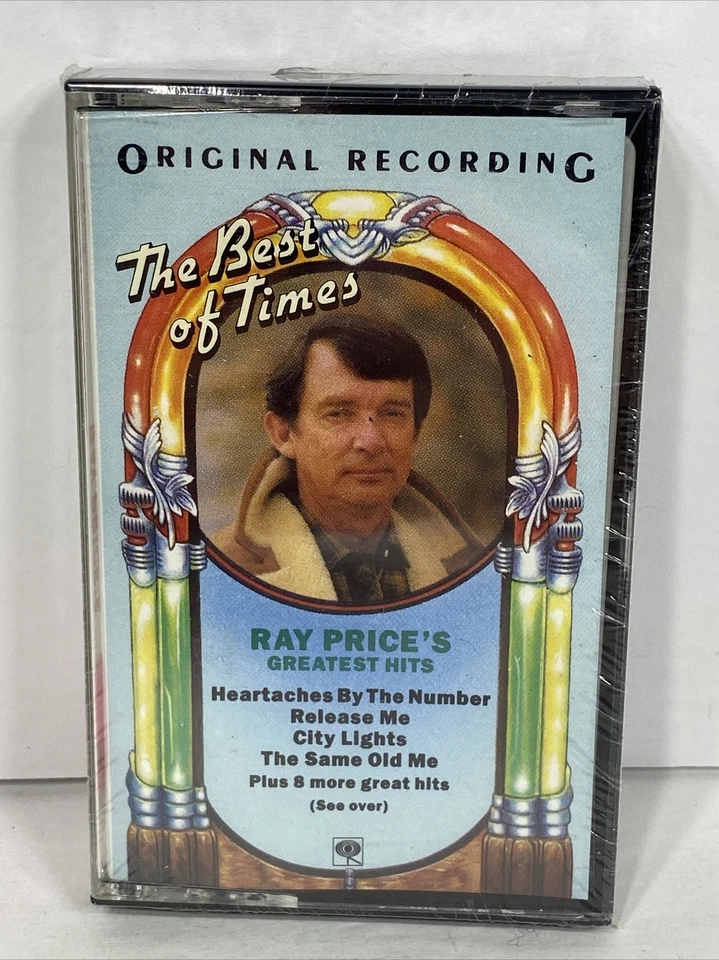 ORIGINAL RECORDING
The Best
of Times
RAY PRICE'S
GREATEST HITS
Heartaches By The Number
Release Me
City Lights
The Same Old Me
Plus 8 more great hits
(See over)